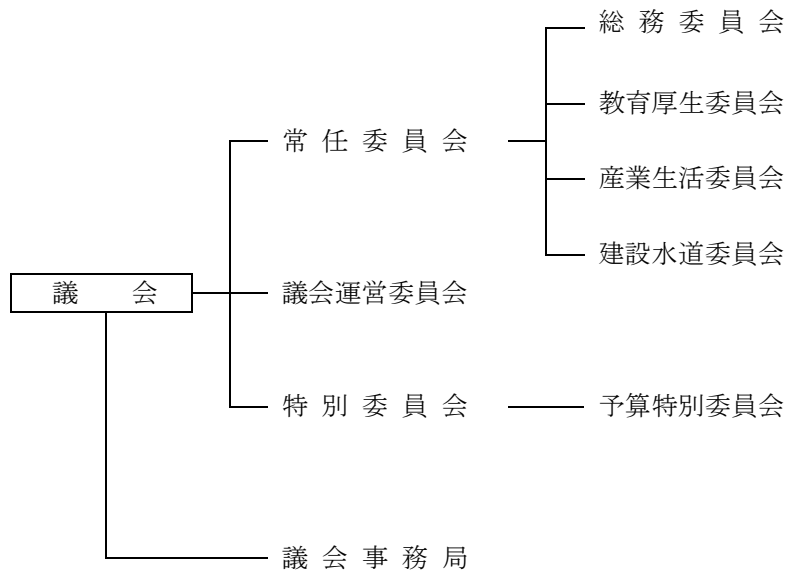 総務委員会
教育厚生委員会
常任委員会
産業生活委員会
建設水道委員会
議会
議会運営委員会
特別委員会
予算特別委員会
議会事務局